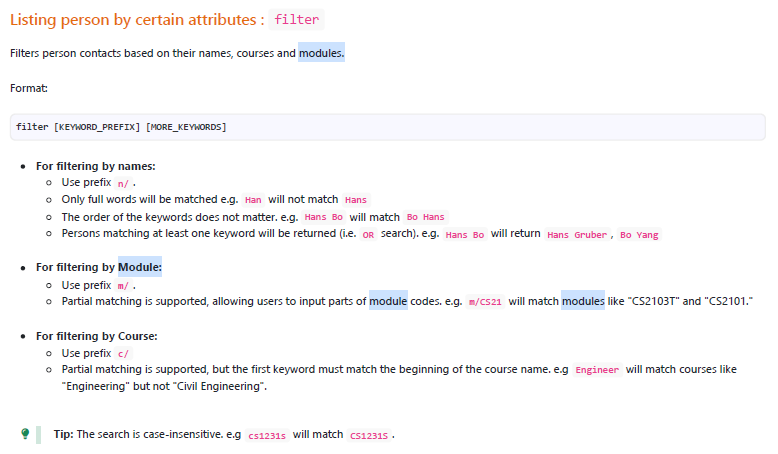 Listing person by certain attributes : filter
Filters person contacts based on their names, courses and modules.
Format:
filter [KEYWORD_PREFIX] [MORE_KEYWORDS]
For filtering by names:
Use prefix n/ .
Only full words will be matched e.g. Han will not match Hans
The order of the keywords does not matter. e.g. Hans Bo will match Bo Hans
Persons matching at least one keyword will be returned (i.e. OR search). e.g. Hans Bo will return Hans Gruber, Bo Yang
For filtering by Module:
Use prefix m/ .
Partial matching is supported, allowing users to input parts of module codes. e.g. m/CS21 will match modules like "CS2103T" and "CS2101."
For filtering by Course:
Use prefix c/
Partial matching is supported, but the first keyword must match the beginning of the course name. e.g Engineer will match courses like
"Engineering" but not "Civil Engineering".
Tip: The search is case-insensitive. e.g cs1231s will match CS1231S .